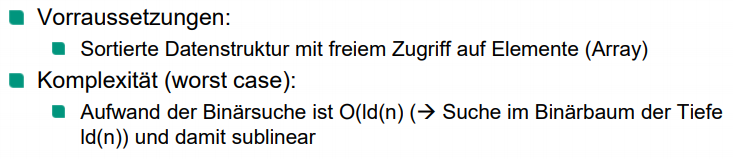 Vorraussetzungen:
Sortierte Datenstruktur mit freiem Zugriff auf Elemente (Array)
Komplexität (worst case):
Aufwand der Binärsuche ist O(ld(n) (→ Suche im Binärbaum der Tiefe
ld(n)) und damit sublinear